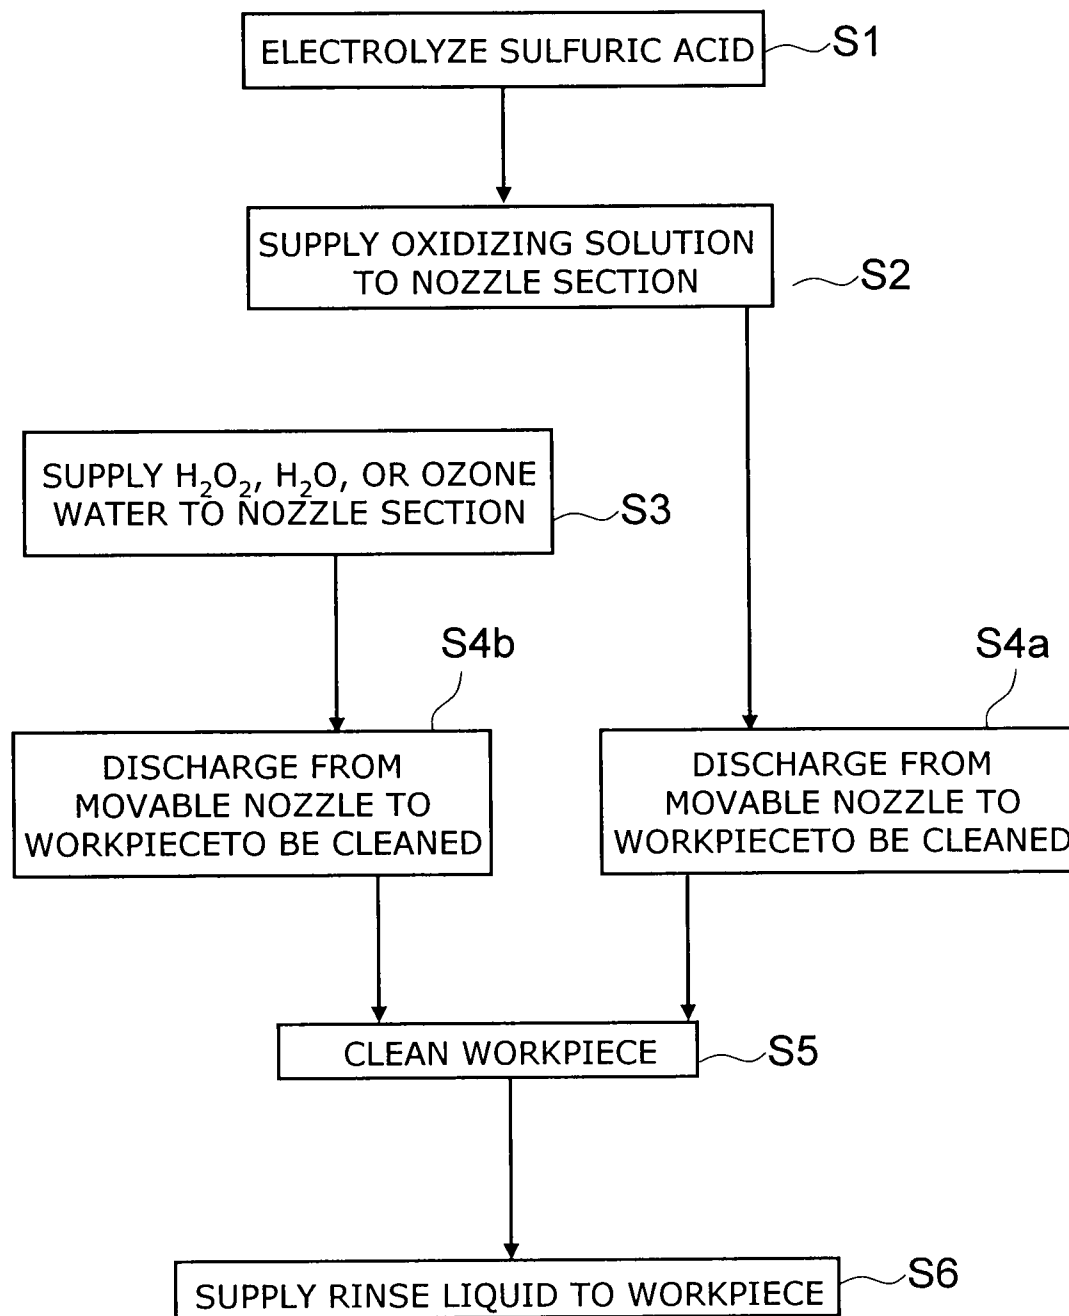 ELECTROLYZE SULFURIC ACID
S1
SUPPLY OXIDIZING SOLUTION
TO NOZZLE SECTION
S2
SUPPLY H₂O₂, H₂O, OR OZONE
WATER TO NOZZLE SECTION
S3
S4b
S4a
DISCHARGE FROM
MOVABLE NOZZLE TO
WORKPIECETO BE CLEANED
DISCHARGE FROM
MOVABLE NOZZLE TO
WORKPIECETO BE CLEANED
CLEAN WORKPIECE
S5
SUPPLY RINSE LIQUID TO WORKPIECE
S6